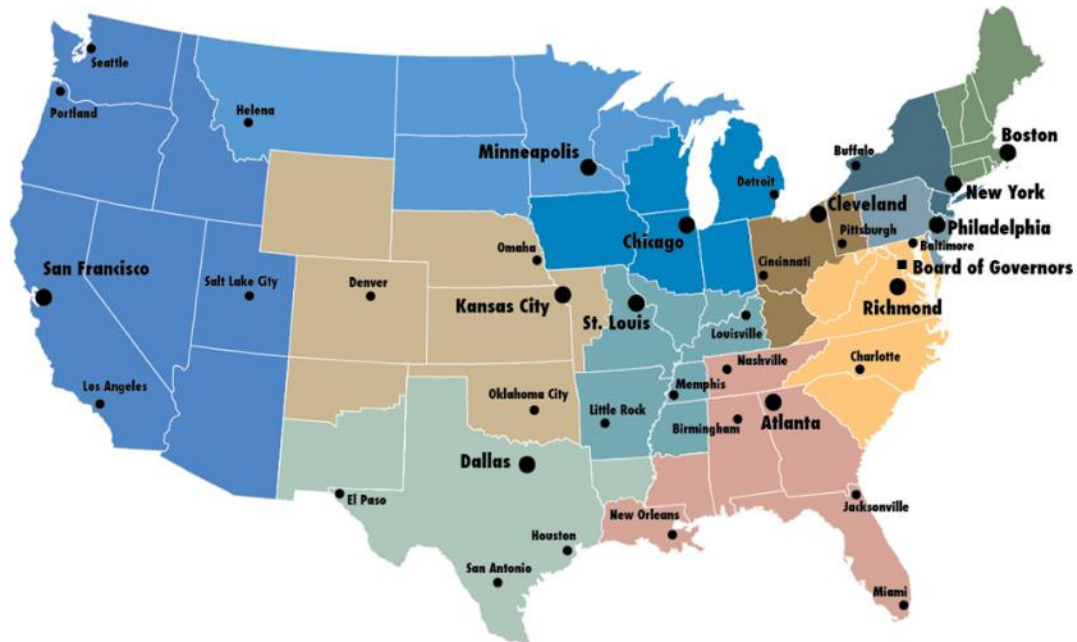 Seattle
Portland
Helena
Minneapolis
Boston
Buffalo
New York
Detroit
Cleveland
Philadelphia
Pittsburgh
Baltimore
Chicago
Omaha
Board of Governors
Cincinnati
San Francisco
Salt Lake City
Denver
Kansas City
Richmond
St. Louis
Louisville
Nashville
Charlotte
Los Angeles
Memphis
Oklahoma City
Little Rock
Atlanta
Birmingham
Dallas
El Paso
Jacksonville
New Orleans
Houston
San Antonio
Miami